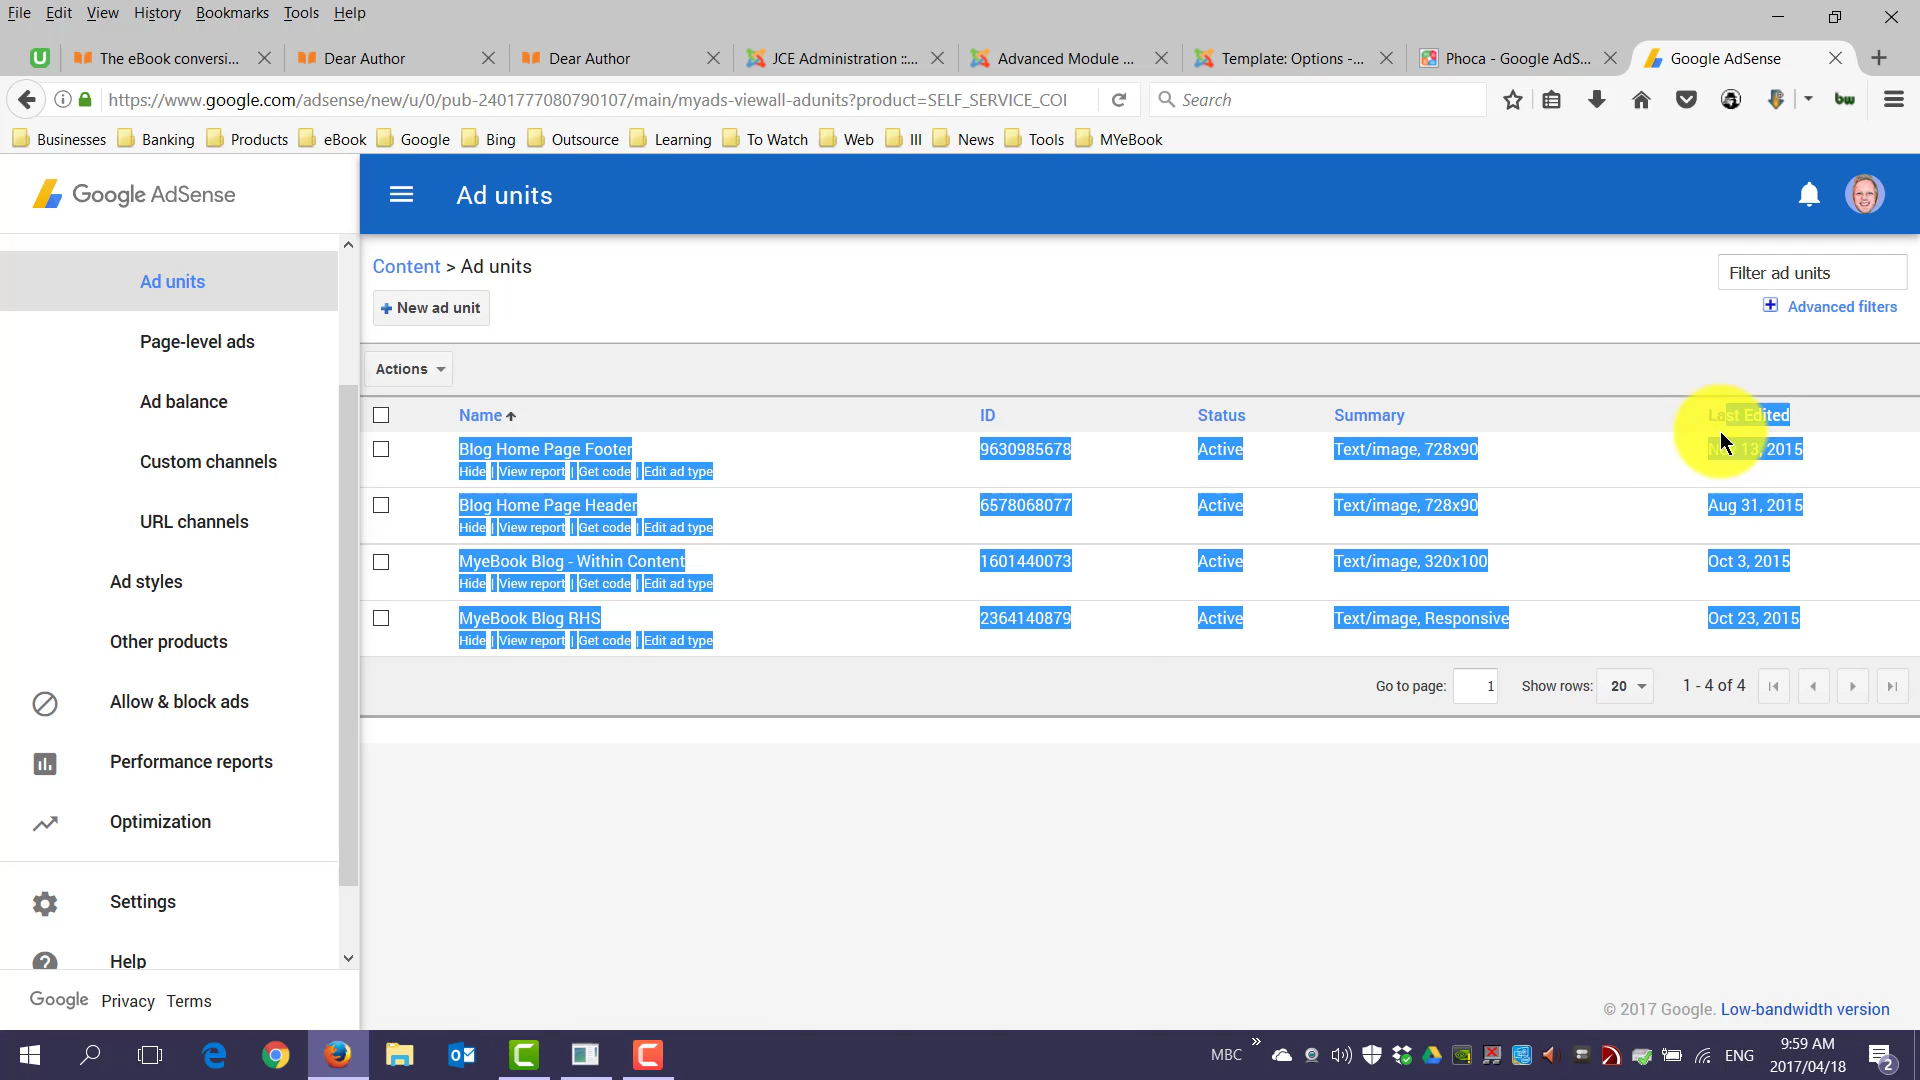 File Edit View History Bookmarks Tools Help
The eBook conversi... Dear Author Dear Author JCE Administration ::... Advanced Module ... Template: Options -... Phoca - Google AdS... Google AdSense
https://www.google.com/adsense/new/u/0/pub-2401777080790107/main/myads-viewall-adunits?product=SELF_SERVICE_COI Search
Businesses Banking Products eBook Google Bing Outsource Learning To Watch Web III News Tools MYeBook
Google AdSense
Ad units
Ad units
Page-level ads
Ad balance
Custom channels
URL channels
Ad styles
Other products
Allow & block ads
Performance reports
Optimization
Settings
Help
Google Privacy Terms
Content > Ad units
Filter ad units
New ad unit
Advanced filters
Actions
Name ID Status Summary Last Edited
Blog Home Page Footer 9630985678 Active Text/image, 728x90 13, 2015
Hide | View report | Get code | Edit ad type
Blog Home Page Header 6578068077 Active Text/image, 728x90 Aug 31, 2015
Hide | View report | Get code | Edit ad type
MyeBook Blog - Within Content 1601440073 Active Text/image, 320x100 Oct 3, 2015
Hide | View report | Get code | Edit ad type
MyeBook Blog RHS 2364140879 Active Text/image, Responsive Oct 23, 2015
Hide | View report | Get code | Edit ad type
Go to page: 1 Show rows: 20 1 - 4 of 4
© 2017 Google. Low-bandwidth version
MBC ENG
9:59 AM
2017/04/18
2